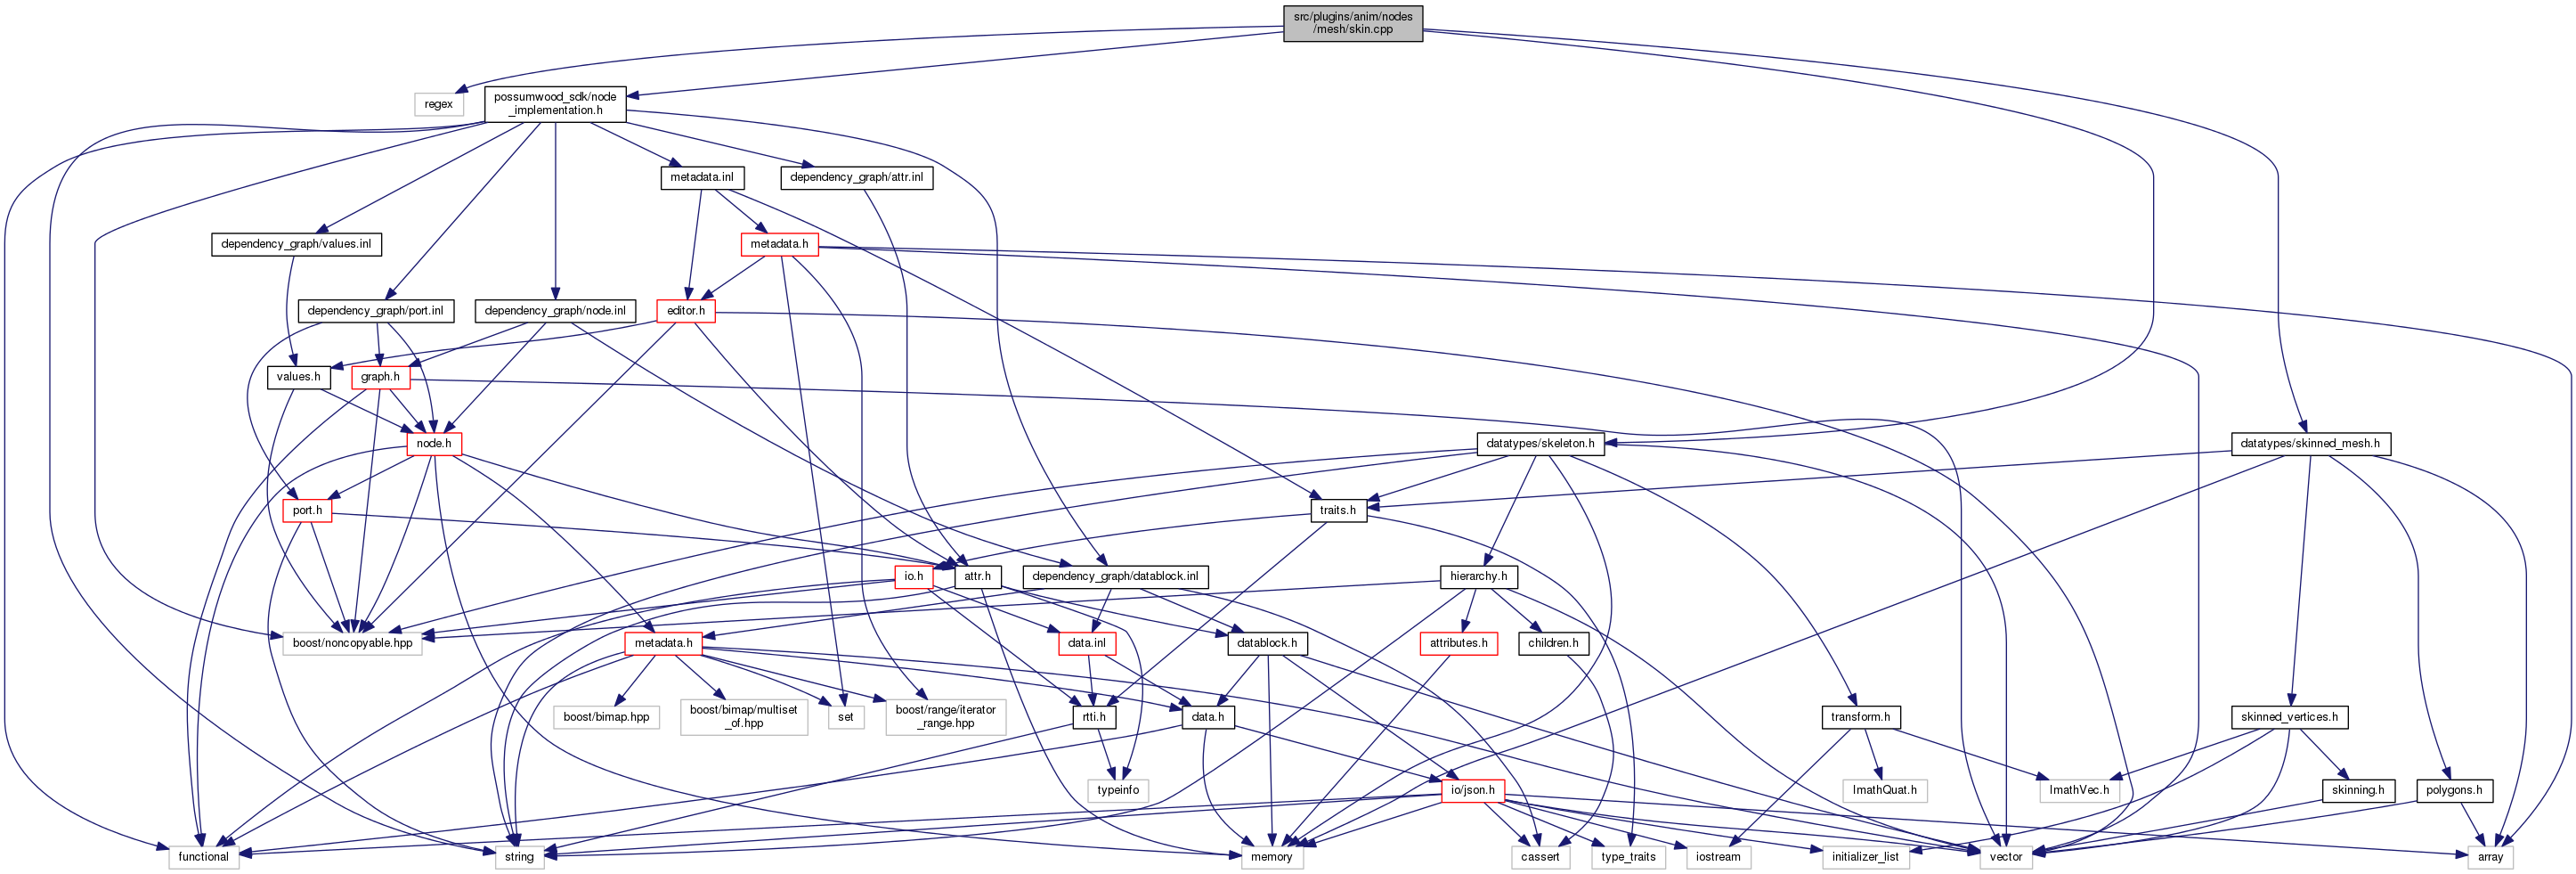 src/plugins/anim/nodes
/mesh/skin.cpp
regex
possumwood_sdk/node
_implementation.h
metadata.inl
dependency_graph/attr.inl
dependency_graph/values.inl
metadata.h
dependency_graph/port.inl
dependency_graph/node.inl
editor.h
values.h
graph.h
node.h
datatypes/skeleton.h
datatypes/skinned_mesh.h
port.h
traits.h
io.h
attr.h
dependency_graph/datablock.inl
hierarchy.h
boost/noncopyable.hpp
metadata.h
data.inl
datablock.h
attributes.h
children.h
boost/bimap.hpp
boost/bimap/multiset
_of.hpp
set
boost/range/iterator
_range.hpp
rtti.h
data.h
transform.h
skinned_vertices.h
typeinfo
io/json.h
ImathQuat.h
ImathVec.h
skinning.h
polygons.h
functional
string
memory
cassert
type_traits
iostream
initializer_list
vector
array